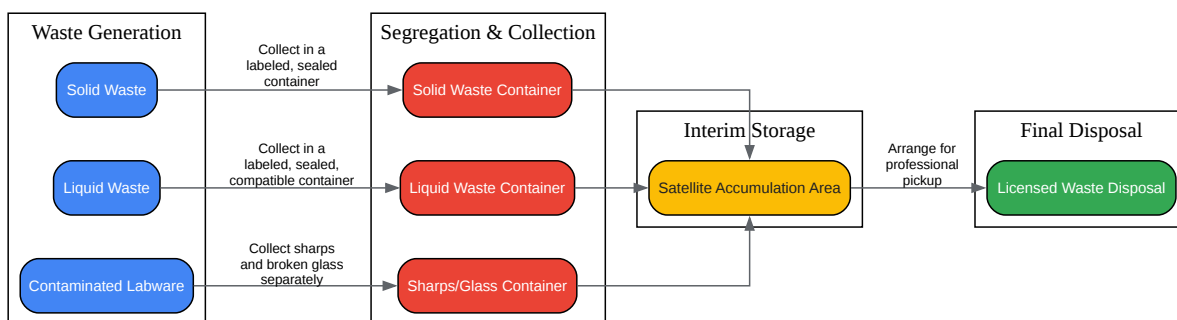 Waste Generation
Segregation & Collection
Collect in a
labeled, sealed
container
Solid Waste
Solid Waste Container
Interim Storage
Final Disposal
Collect in a
labeled, sealed,
compatible container
Arrange for
professional
pickup
Liquid Waste
Liquid Waste Container
Satellite Accumulation Area
Licensed Waste Disposal
Collect sharps
and broken glass
separately
Contaminated Labware
Sharps/Glass Container